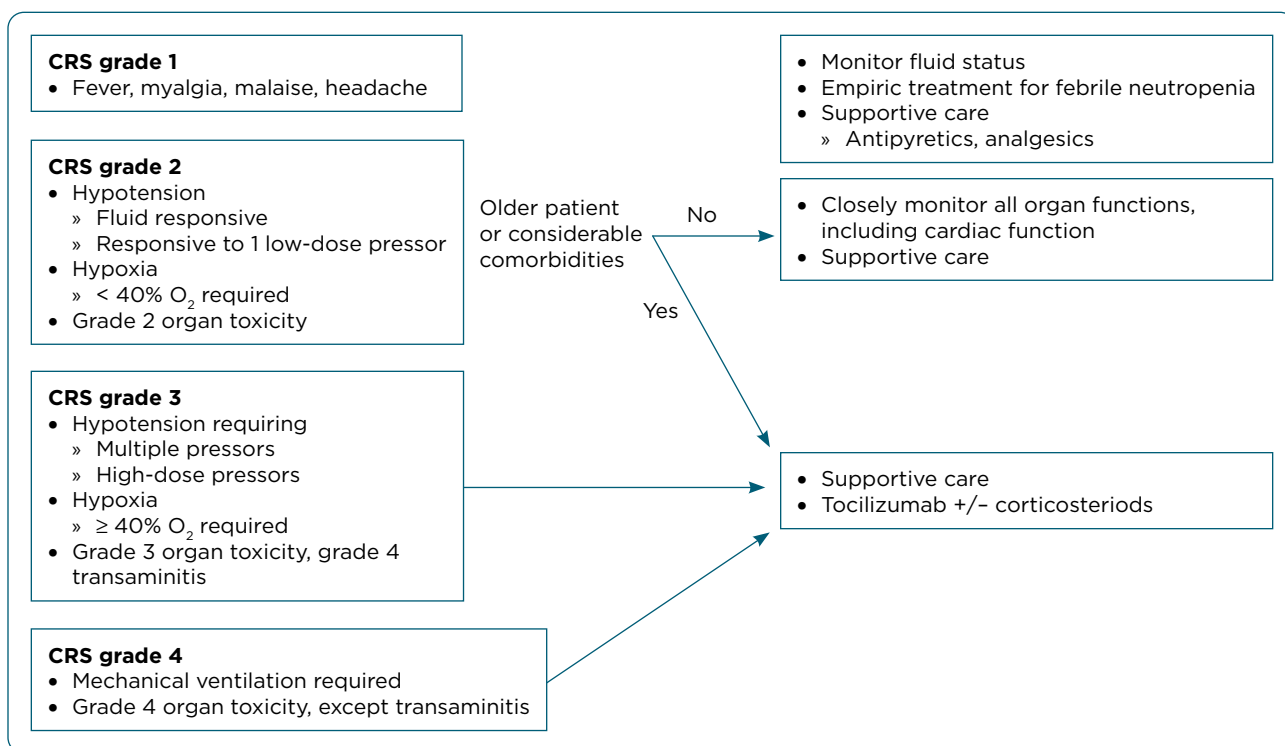 CRS grade 1
• Fever, myalgia, malaise, headache
• Monitor fluid status
• Empiric treatment for febrile neutropenia
• Supportive care
» Antipyretics, analgesics
CRS grade 2
• Hypotension
» Fluid responsive
» Responsive to 1 low-dose pressor
• Hypoxia
» < 40% O₂ required
• Grade 2 organ toxicity
Older patient
or considerable
comorbidities
No
Yes
• Closely monitor all organ functions,
including cardiac function
• Supportive care
CRS grade 3
• Hypotension requiring
» Multiple pressors
» High-dose pressors
• Hypoxia
» ≥ 40% O₂ required
• Grade 3 organ toxicity, grade 4
transaminitis
• Supportive care
• Tocilizumab +/– corticosteriods
CRS grade 4
• Mechanical ventilation required
• Grade 4 organ toxicity, except transaminitis